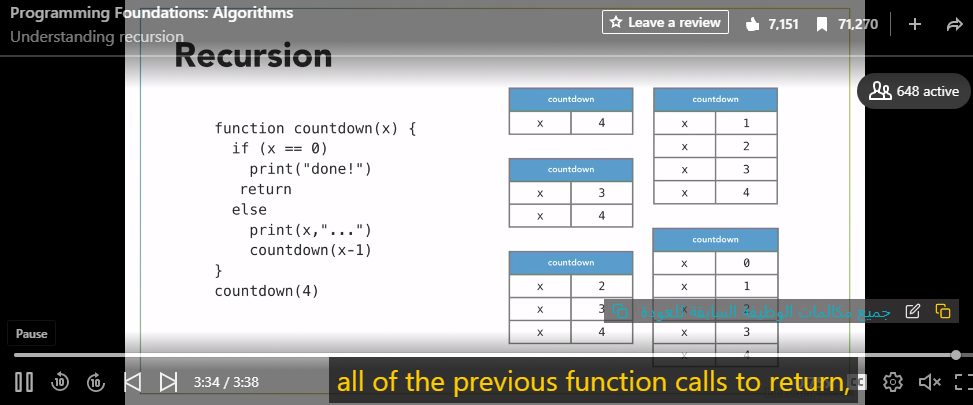 Programming Foundations: Algorithms
Understanding recursion
Leave a review
7,151
71,270
648 active
Recursion
function countdown(x) {
if (x == 0)
print("done!")
return
else
print(x,"...")
countdown(x-1)
}
countdown(4)
countdown
x 4
countdown
x 3
x 4
countdown
x 2
x 3
x 4
countdown
x 1
x 2
x 3
x 4
countdown
x 0
x 1
x 2
x 3
x 4
جميع مكالمات الوظيفة السابقة للعودة
Pause
10
10
3:34 / 3:38
all of the previous function calls to return,
CC